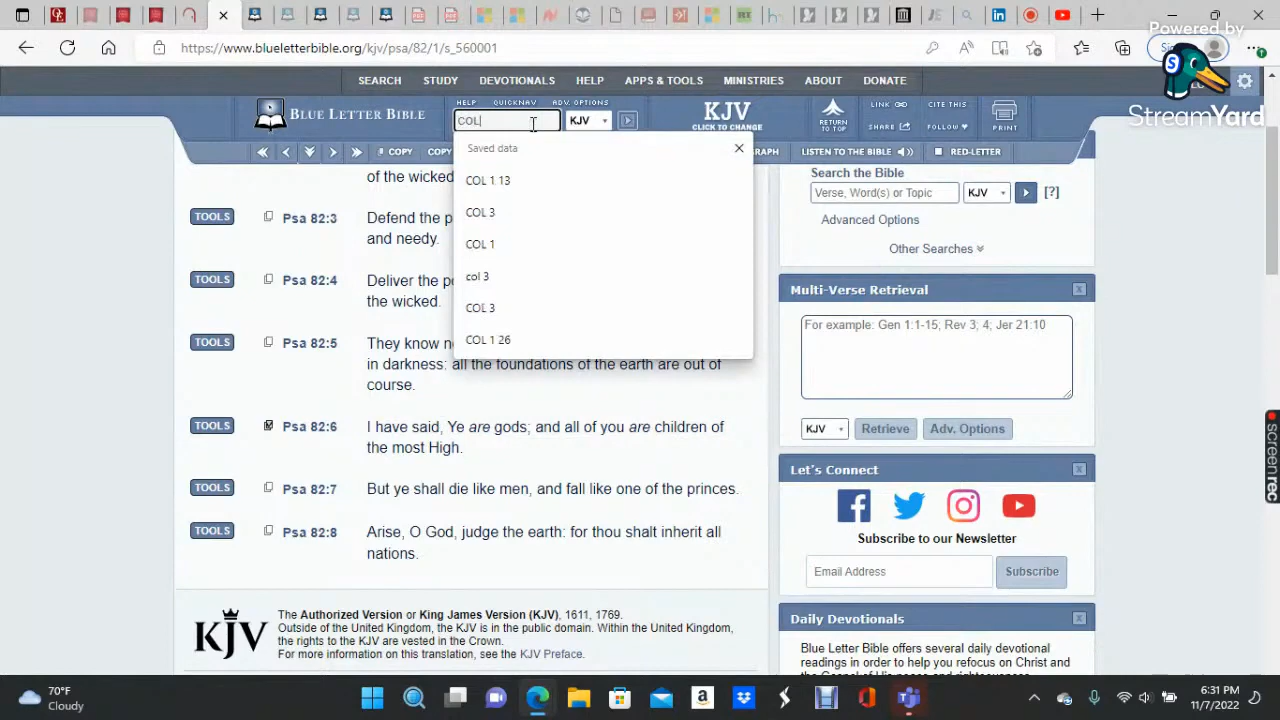 https://www.blueletterbible.org/kjv/psa/82/1/s_560001
Powered by
StreamYard
SEARCH STUDY DEVOTIONALS HELP APPS & TOOLS MINISTRIES ABOUT DONATE
HELP QUICKNAV ADV. OPTIONS
BLUE LETTER BIBLE
COL
KJV
KJV
CLICK TO CHANGE
RETURN
TO TOP
LINK
CITE THIS
SHARE
FOLLOW
PRINT
COPY
COPY
GRAPH
LISTEN TO THE BIBLE
RED-LETTER
Saved data
COL 1 13
COL 3
COL 1
col 3
COL 3
COL 1 26
of the wicked
TOOLS Psa 82:3 Defend the p
and needy.
TOOLS Psa 82:4 Deliver the p
the wicked.
TOOLS Psa 82:5 They know n
in darkness: all the foundations of the earth are out of
course.
TOOLS Psa 82:6 I have said, Ye are gods; and all of you are children of
the most High.
TOOLS Psa 82:7 But ye shall die like men, and fall like one of the princes.
TOOLS Psa 82:8 Arise, O God, judge the earth: for thou shalt inherit all
nations.
KJV
The Authorized Version or King James Version (KJV), 1611, 1769.
Outside of the United Kingdom, the KJV is in the public domain. Within the United Kingdom,
the rights to the KJV are vested in the Crown.
For more information on this translation, see the KJV Preface.
Search the Bible
Verse, Word(s) or Topic KJV [?]
Advanced Options
Other Searches
Multi-Verse Retrieval
For example: Gen 1:1-15; Rev 3; 4; Jer 21:10
KJV Retrieve Adv. Options
Let's Connect
Subscribe to our Newsletter
Email Address Subscribe
Daily Devotionals
Blue Letter Bible offers several daily devotional
readings in order to help you refocus on Christ and
screenrec
70°F
Cloudy
6:31 PM
11/7/2022